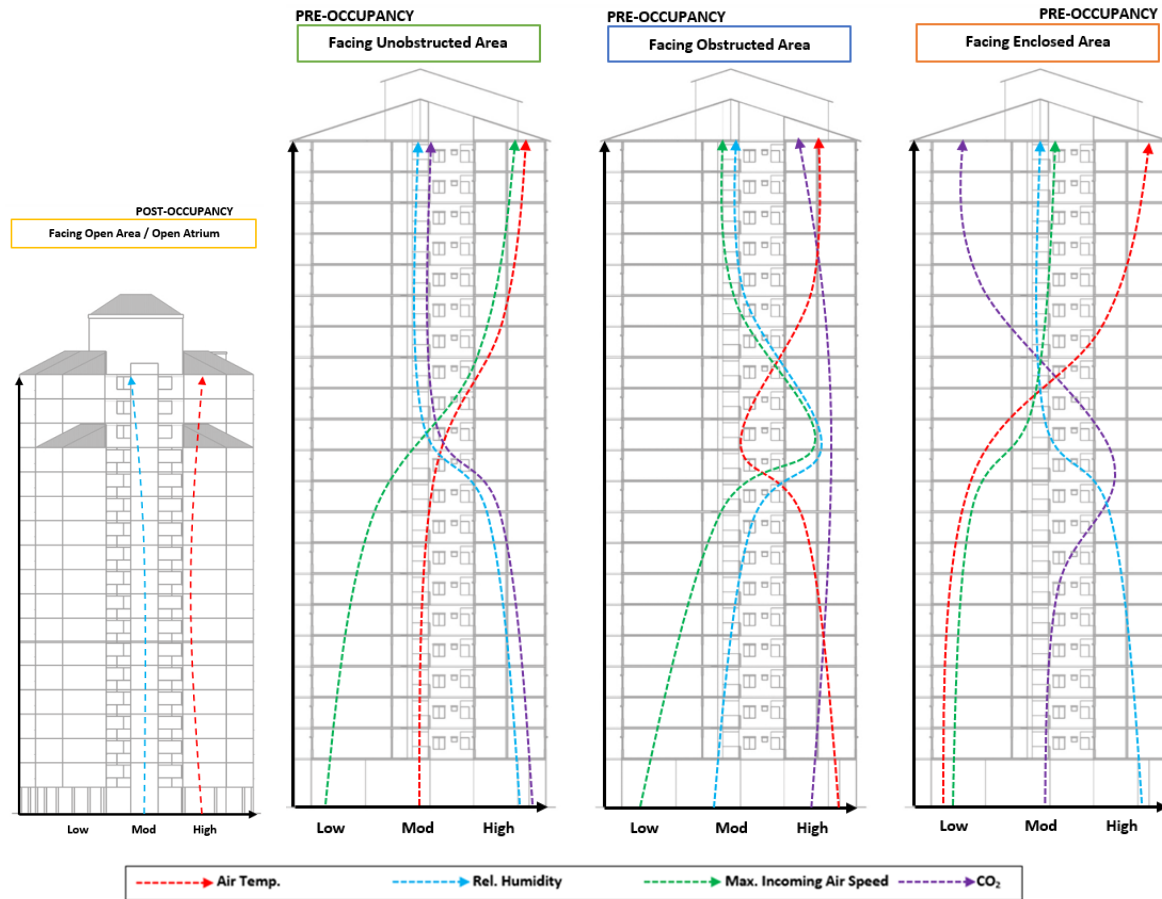 PRE-OCCUPANCY
Facing Unobstructed Area
PRE-OCCUPANCY
Facing Obstructed Area
PRE-OCCUPANCY
Facing Enclosed Area
POST-OCCUPANCY
Facing Open Area / Open Atrium
Low Mod High
Low Mod High
Low Mod High
Low Mod High
Air Temp. Rel. Humidity Max. Incoming Air Speed CO₂